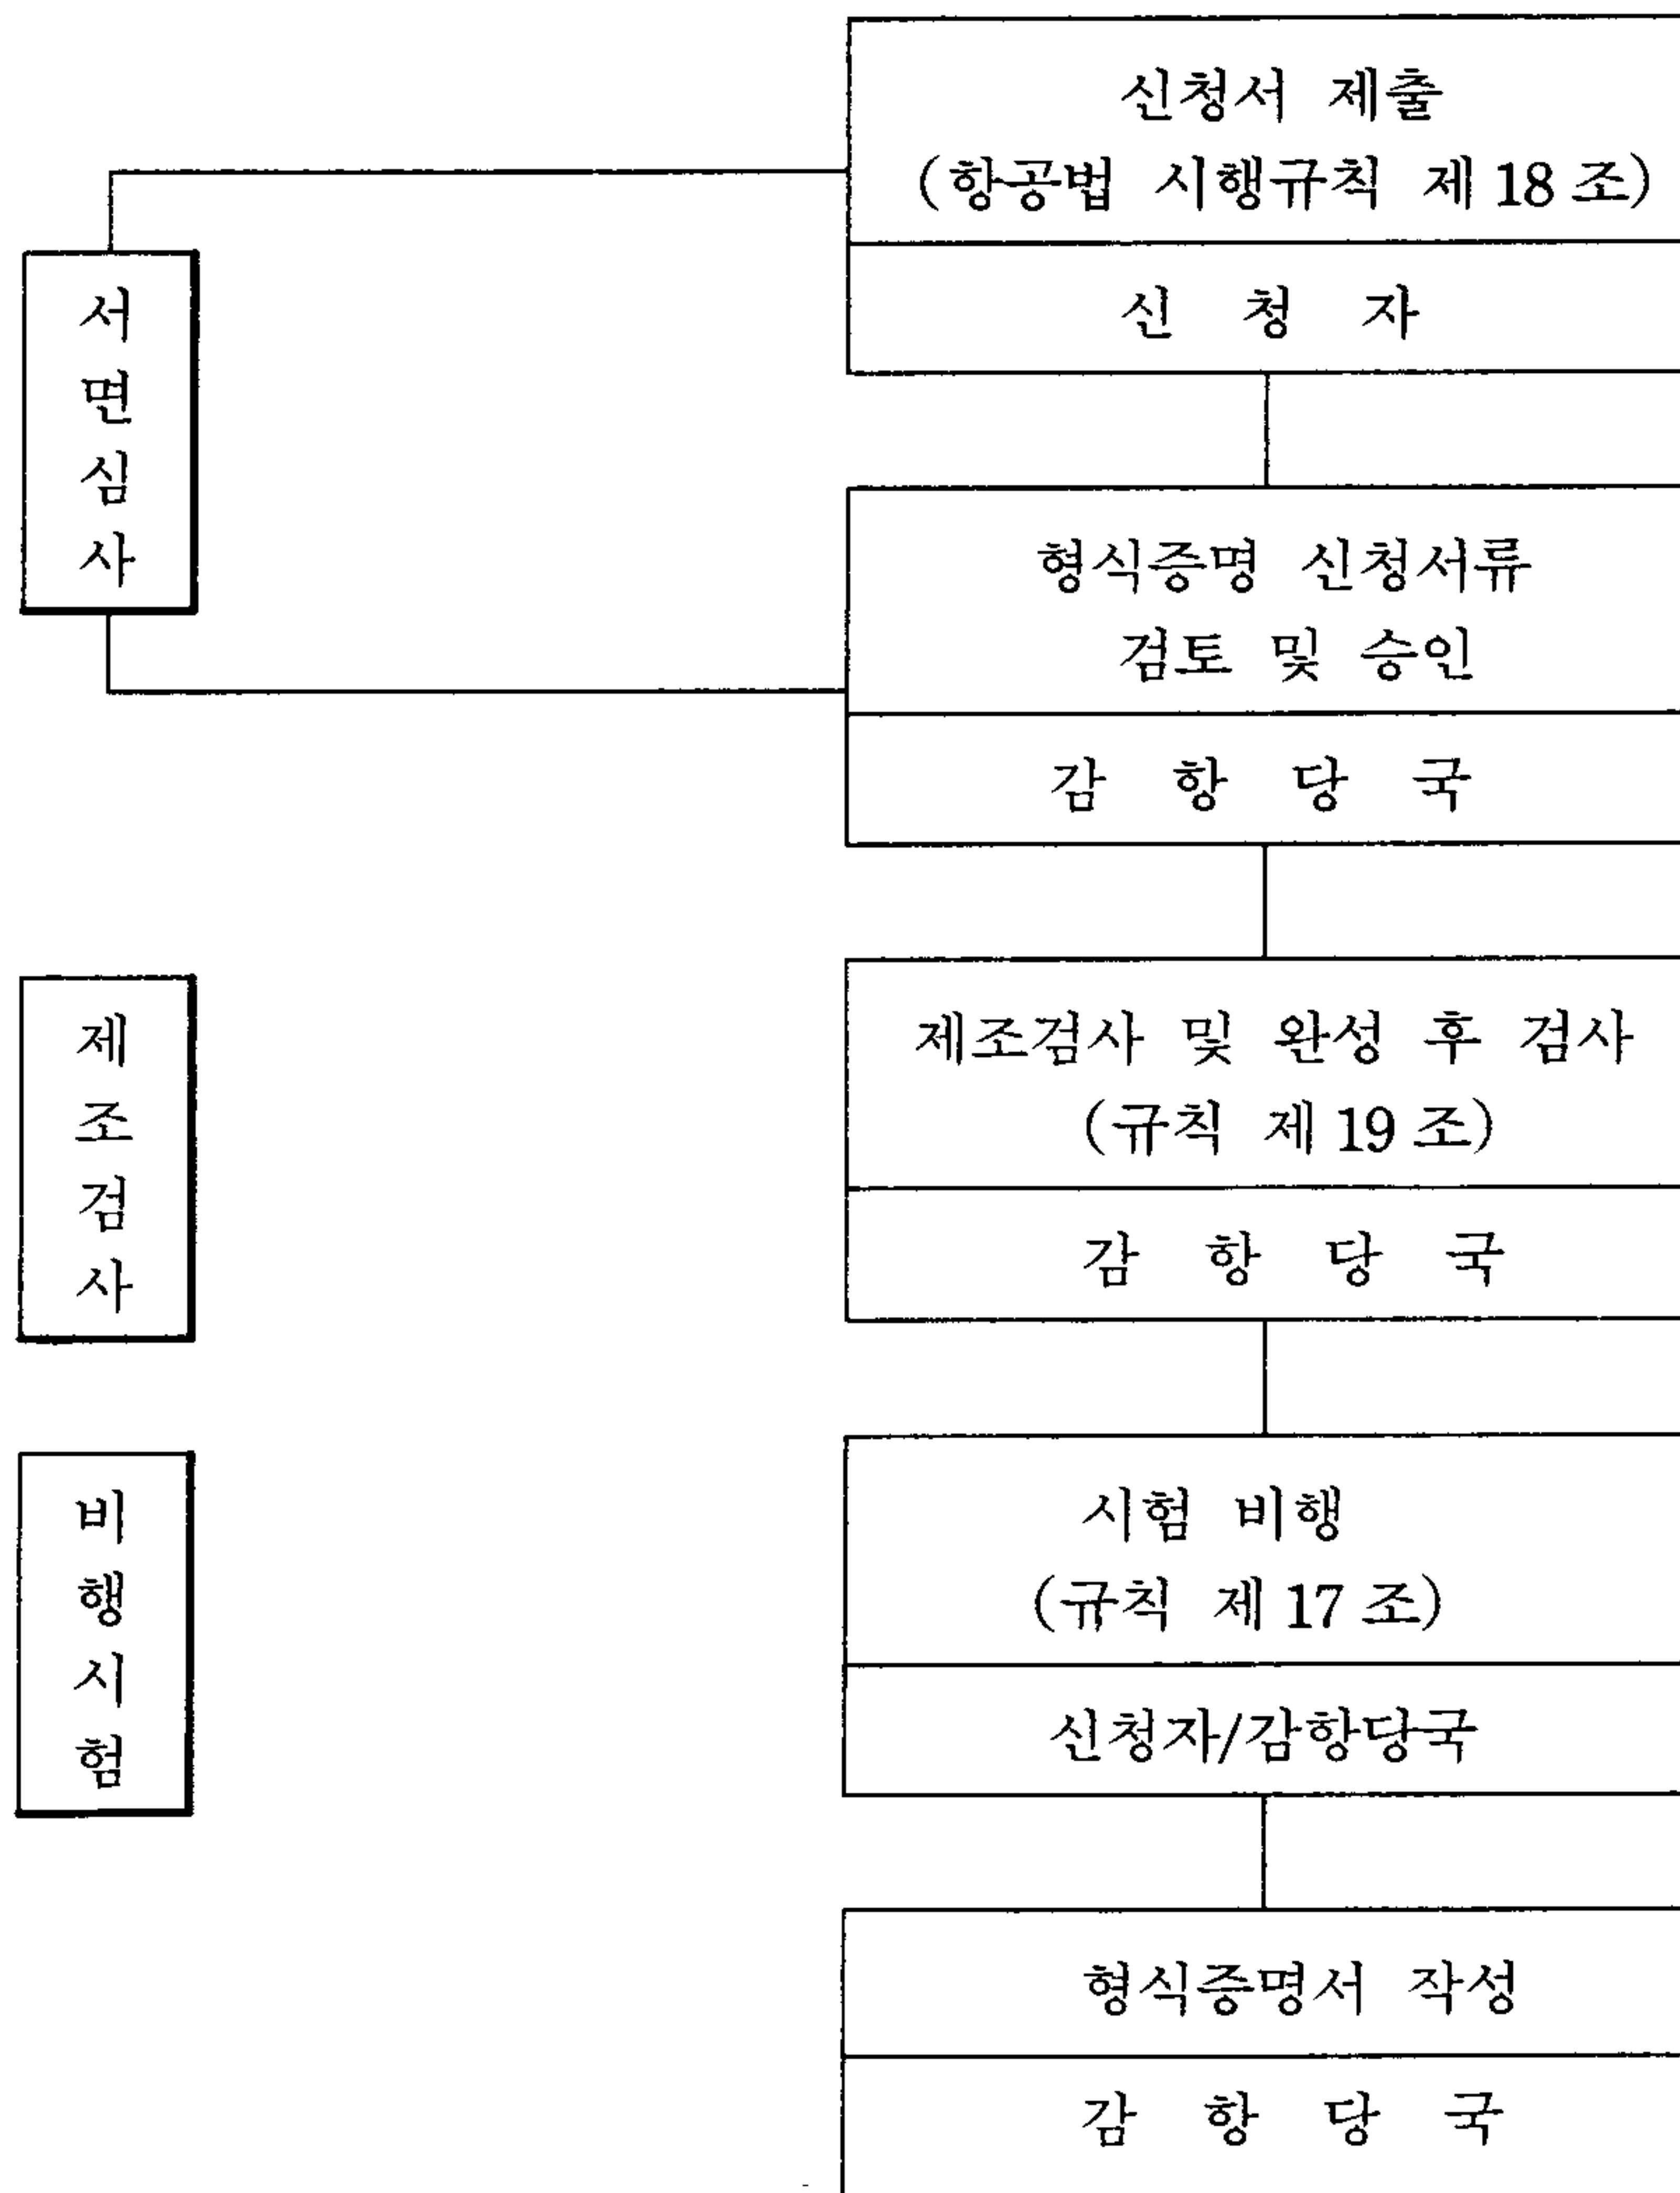 신청서 제출
(항공법 시행규칙 제 18 조)
신 청 자
서면심사
형식증명 신청서류
검토 및 승인
감 항 당 국
제조검사
제조검사 및 완성 후 검사
(규칙 제 19 조)
감 항 당 국
비행시험
시험 비행
(규칙 제 17 조)
신청자/감항당국
형식증명서 작성
감 항 당 국